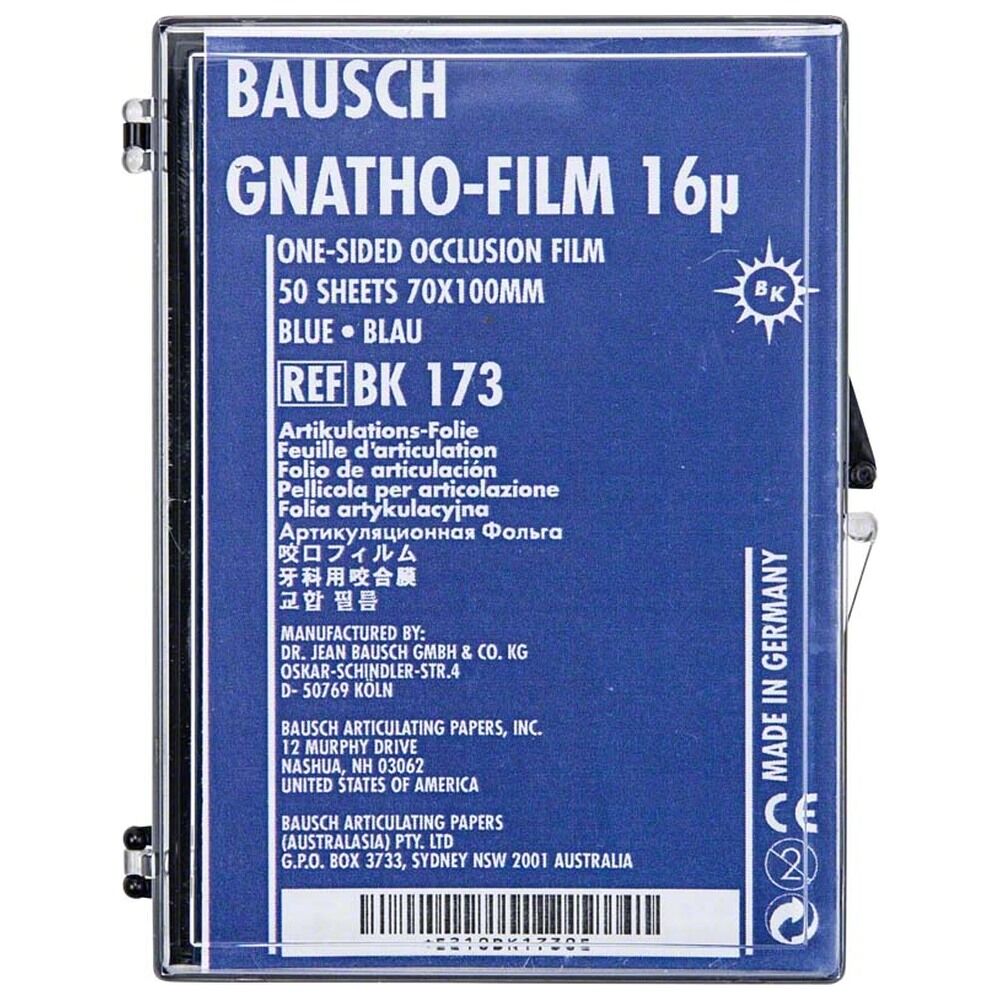 BAUSCH
GNATHO-FILM 16µ
ONE-SIDED OCCLUSION FILM
50 SHEETS 70X100MM
BLUE • BLAU
BK
REF BK 173
Artikulations-Folie
Feuille d'articulation
Folio de articulación
Pellicola per articolazione
Folia artykulacyjna
Артикуляционная Фольга
咬口フィルム
牙科用咬合膜
교합 필름
MANUFACTURED BY:
DR. JEAN BAUSCH GMBH & CO. KG
OSKAR-SCHINDLER-STR.4
D- 50769 KÖLN
BAUSCH ARTICULATING PAPERS, INC.
12 MURPHY DRIVE
NASHUA, NH 03062
UNITED STATES OF AMERICA
BAUSCH ARTICULATING PAPERS
(AUSTRALASIA) PTY. LTD
G.P.O. BOX 3733, SYDNEY NSW 2001 AUSTRALIA
MADE IN GERMANY
CE
2